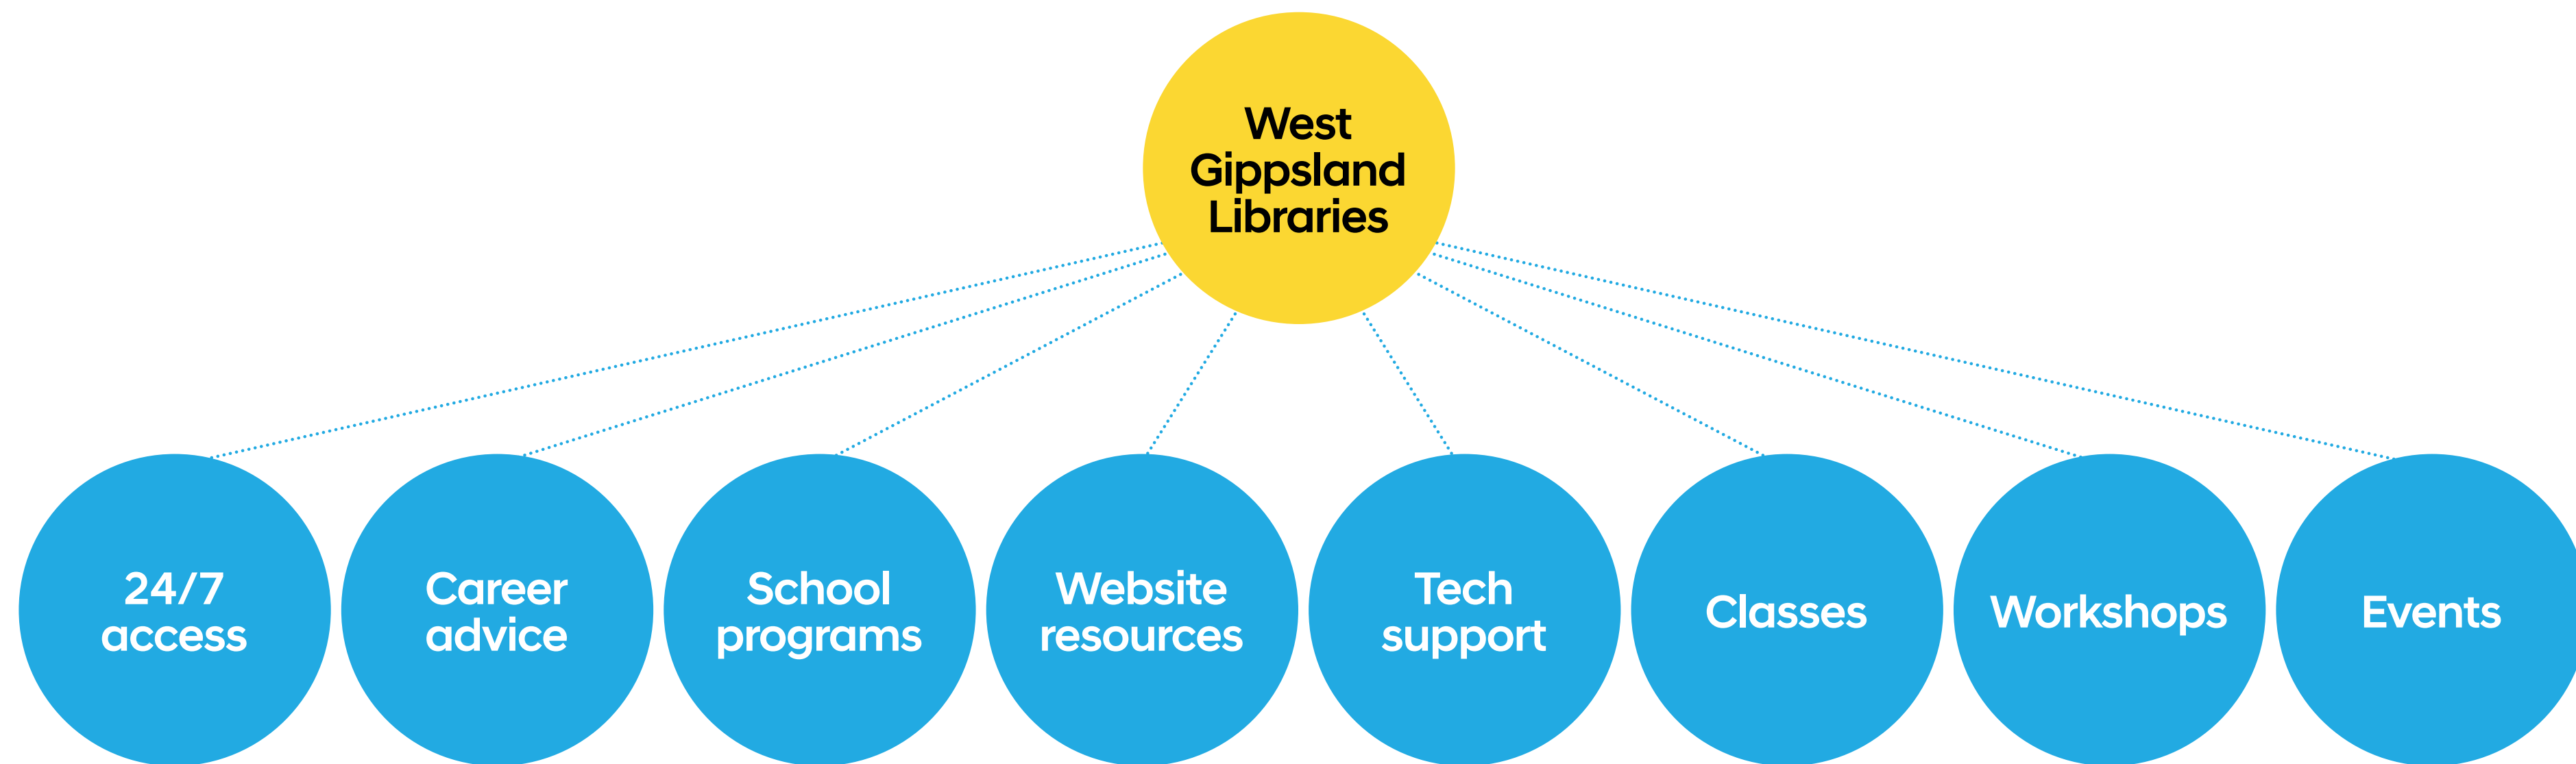 West
Gippsland
Libraries
24/7
access
Career
advice
School
programs
Website
resources
Tech
support
Classes
Workshops
Events